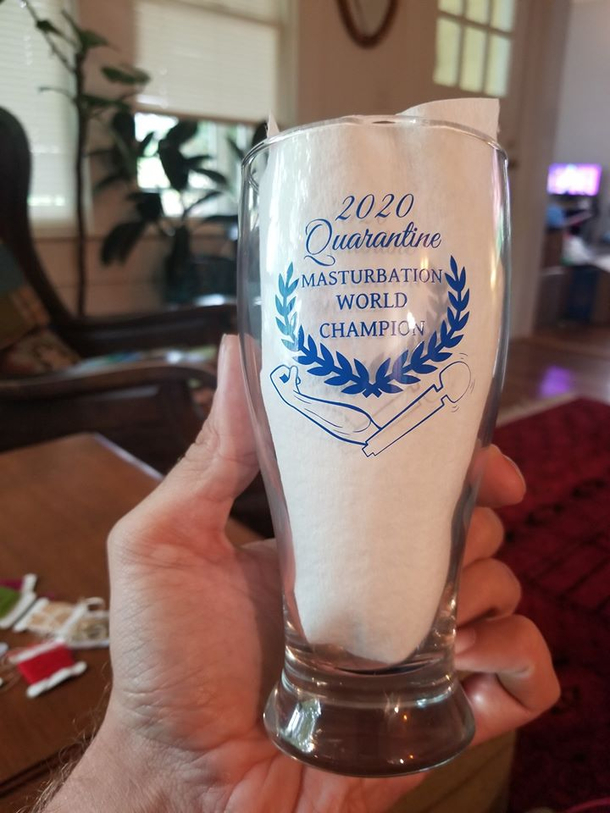 2020
Quarantine
MASTURBATION
WORLD
CHAMPION